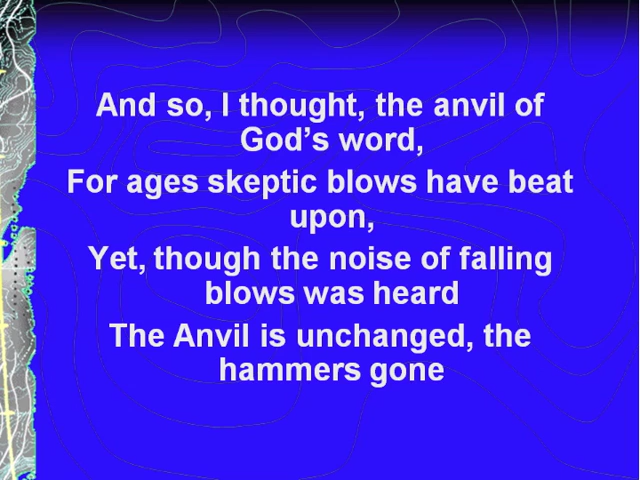 And so, I thought, the anvil of
God's word,
For ages skeptic blows have beat
upon,
Yet, though the noise of falling
blows was heard
The Anvil is unchanged, the
hammers gone